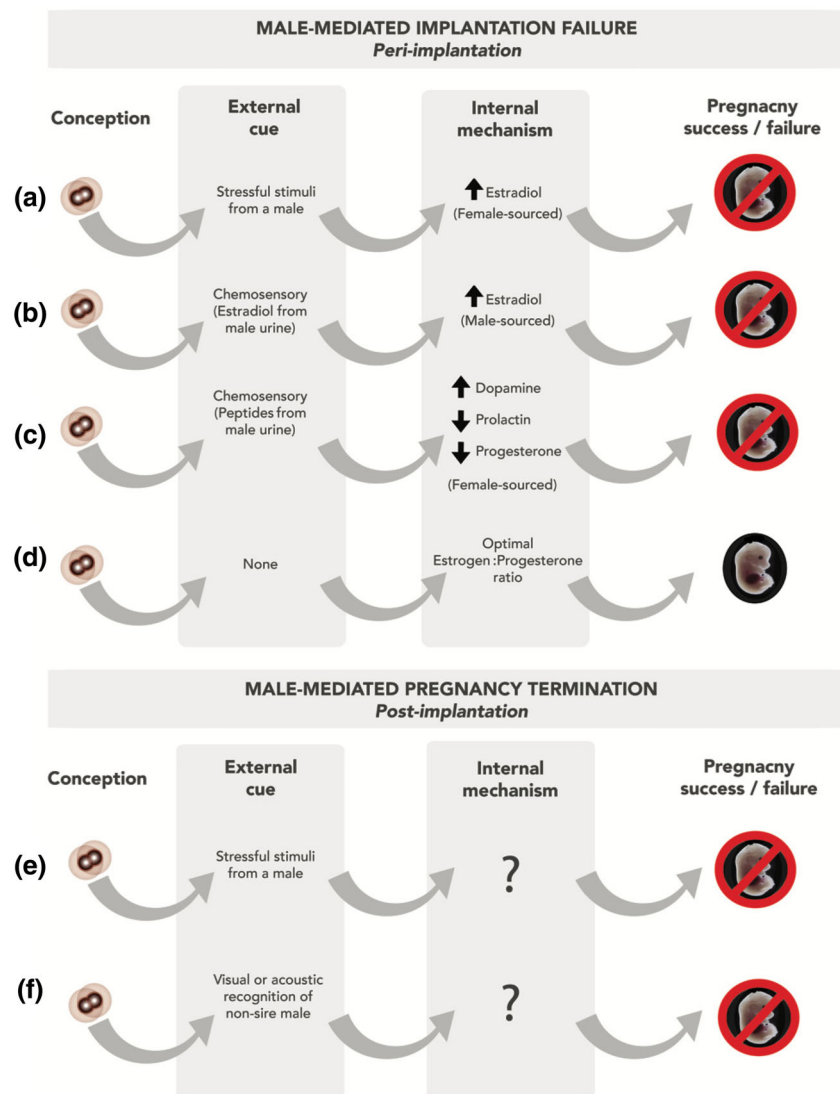 MALE-MEDIATED IMPLANTATION FAILURE
Peri-implantation
Conception
External
cue
Internal
mechanism
Pregnacny
success / failure
(a)
Stressful stimuli
from a male
Estradiol
(Female-sourced)
(b)
Chemosensory
(Estradiol from
male urine)
Estradiol
(Male-sourced)
(c)
Chemosensory
(Peptides from
male urine)
Dopamine
Prolactin
Progesterone
(Female-sourced)
(d)
None
Optimal
Estrogen:Progesterone
ratio
MALE-MEDIATED PREGNANCY TERMINATION
Post-implantation
Conception
External
cue
Internal
mechanism
Pregnacny
success / failure
(e)
Stressful stimuli
from a male
?
(f)
Visual or acoustic
recognition of
non-sire male
?